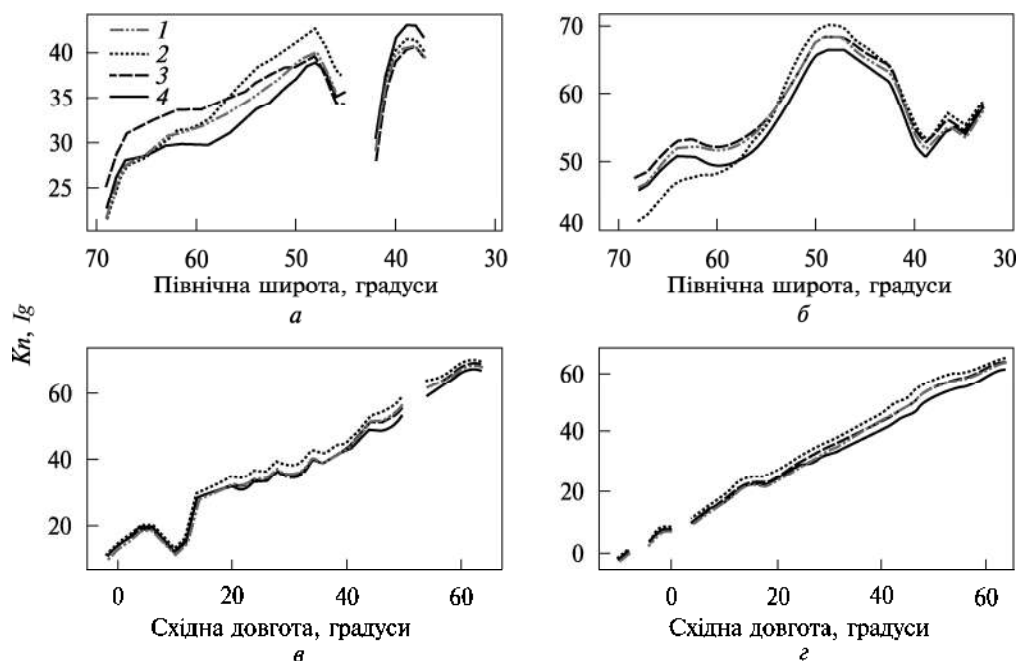 1
2
3
4
40
35
30
25
70 60 50 40 30
Північна широта, градуси
а
70
60
50
40
70 60 50 40 30
Північна широта, градуси
б
Kn, Ig
60
40
20
0 20 40 60
Східна довгота, градуси
в
60
40
20
0
0 20 40 60
Східна довгота, градуси
г